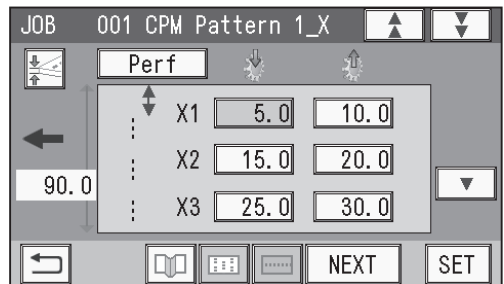 JOB 001 CPM Pattern 1_X
Perf
X1 5.0 10.0
X2 15.0 20.0
90.0
X3 25.0 30.0
NEXT SET